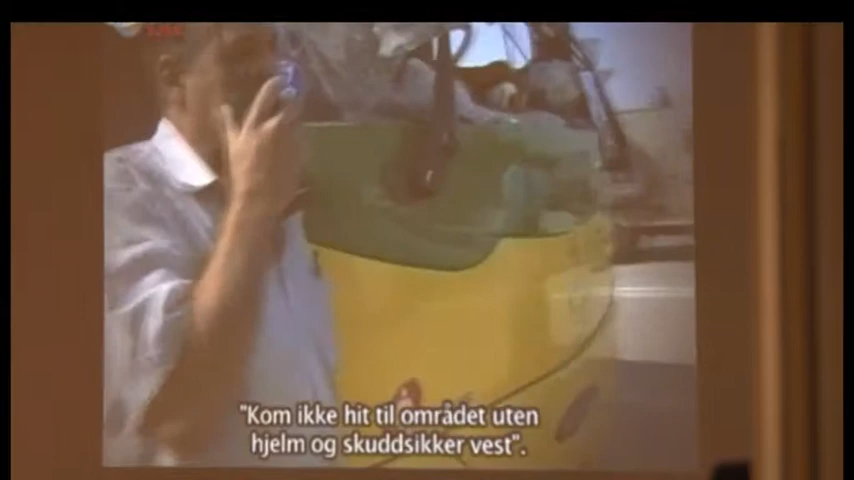 "Kom ikke hit til området uten
hjelm og skuddsikker vest".